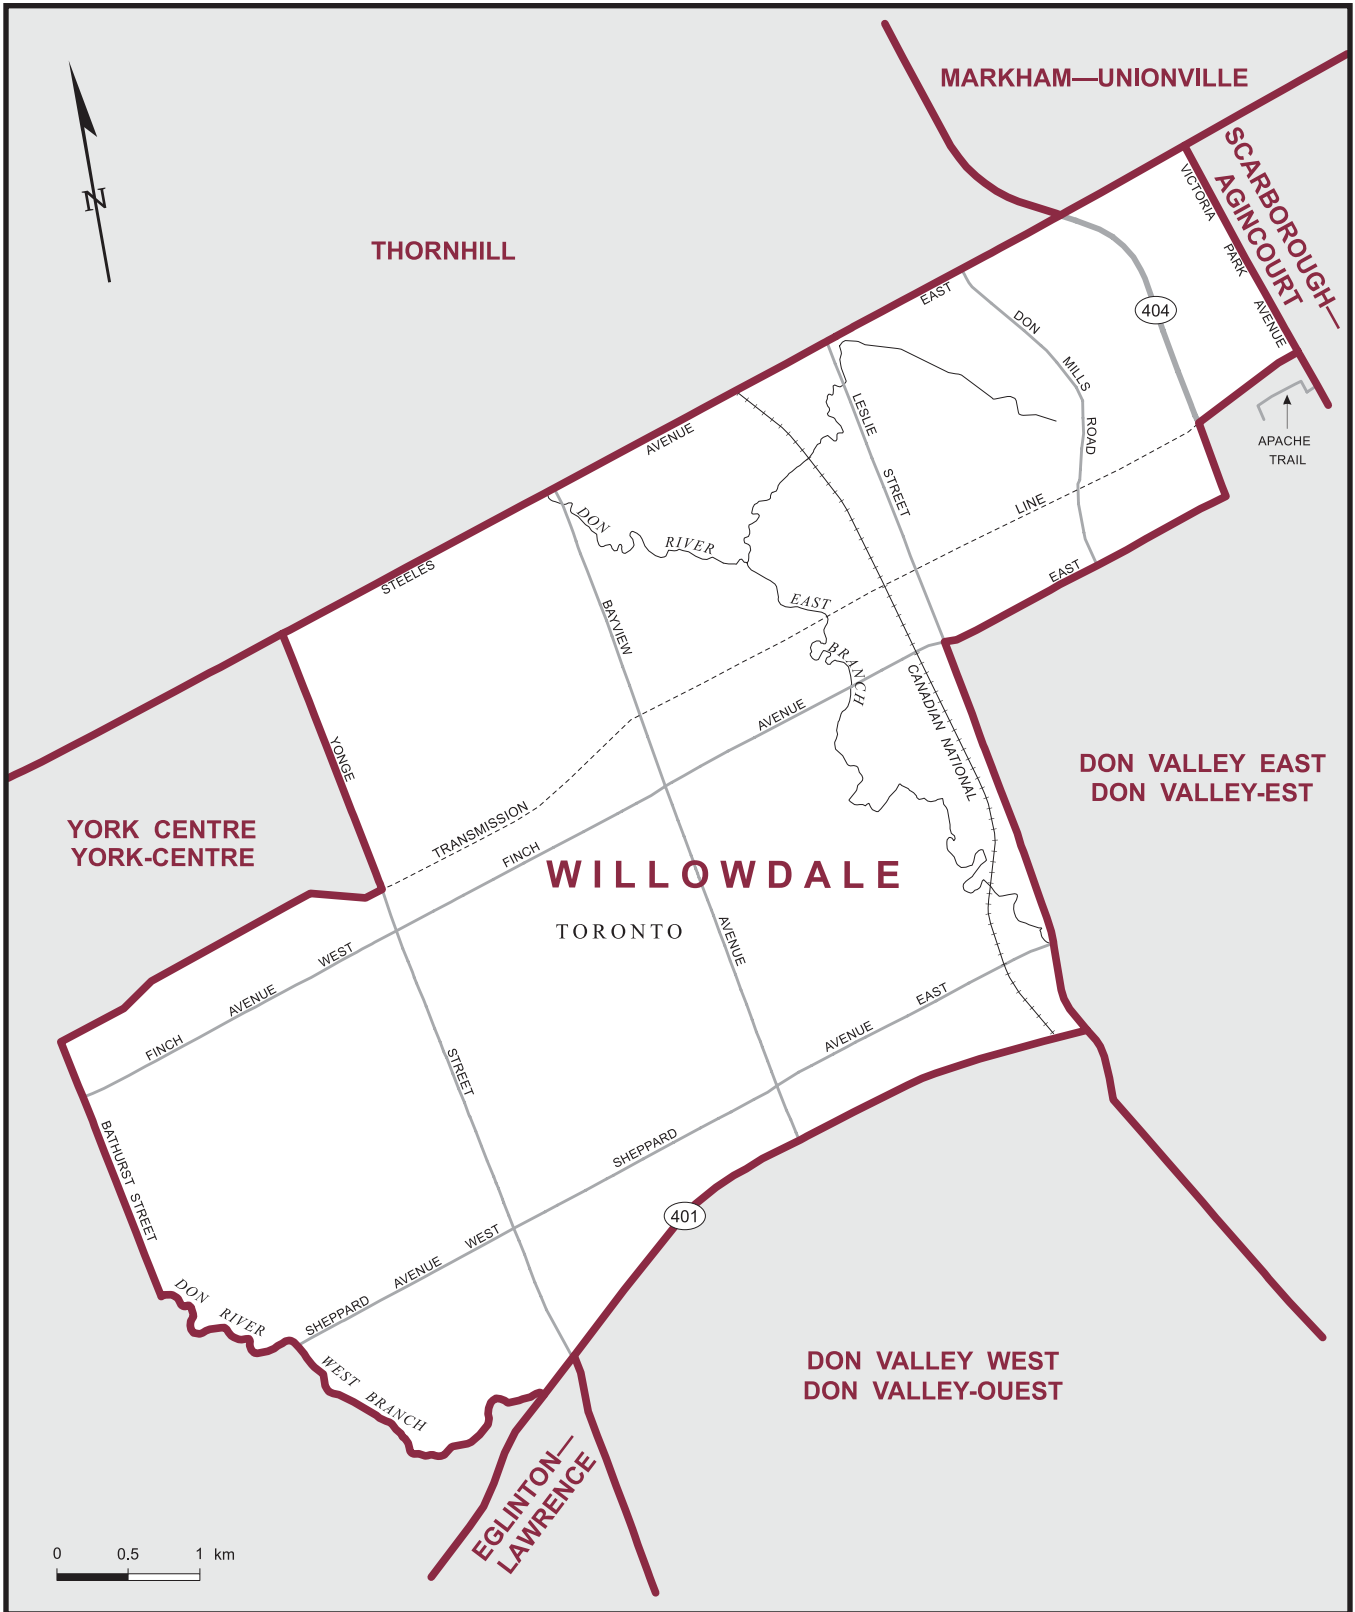 MARKHAM—UNIONVILLE
SCARBOROUGH—
AGINCOURT
N
THORNHILL
VICTORIA
PARK
AVENUE
404
EAST
DON
MILLS
ROAD
APACHE
TRAIL
LESLIE
STREET
AVENUE
LINE
DON
RIVER
EAST
BRANCH
EAST
STEELES
BAYVIEW
AVENUE
CANADIAN NATIONAL
YONGE
DON VALLEY EAST
DON VALLEY-EST
YORK CENTRE
YORK-CENTRE
TRANSMISSION
FINCH
WILLOWDALE
TORONTO
AVENUE
WEST
AVENUE
FINCH
EAST
AVENUE
STREET
BATHURST STREET
SHEPPARD
401
WEST
AVENUE
SHEPPARD
DON RIVER
WEST BRANCH
DON VALLEY WEST
DON VALLEY-OUEST
EGLINTON—
LAWRENCE
0 0.5 1 km